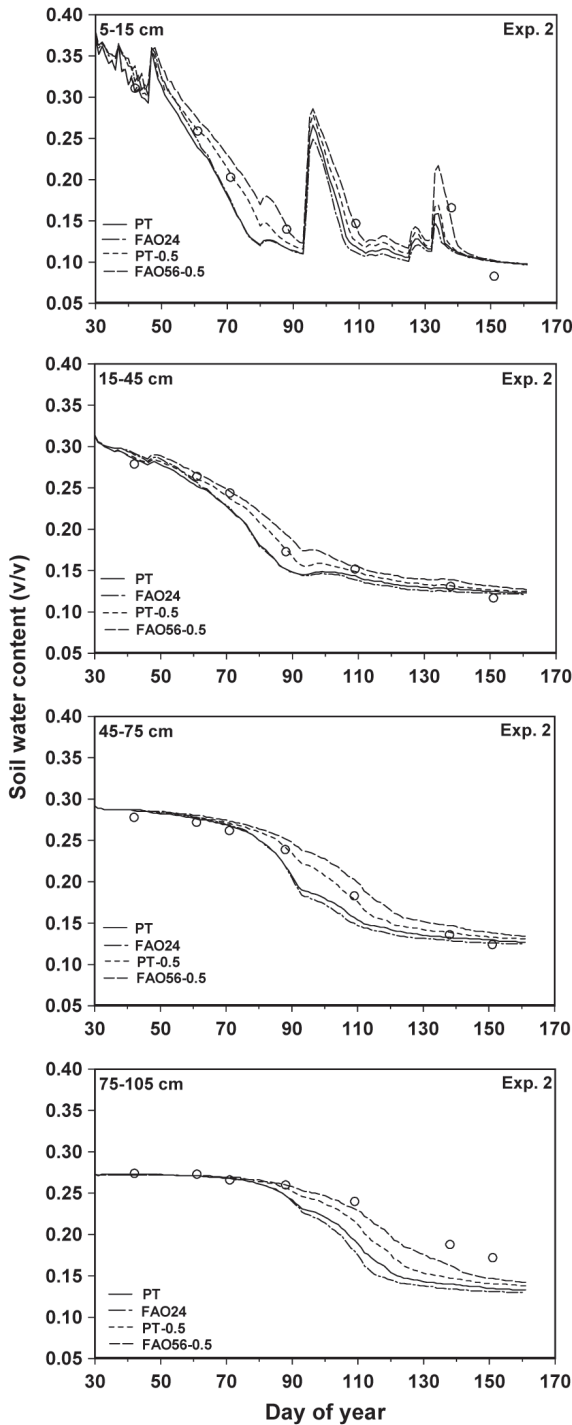 0.40
5-15 cm
Exp. 2
0.35
0.30
0.25
0.20
0.15
PT
FAO24
0.10
PT-0.5
FAO56-0.5
0.05
30 50 70 90 110 130 150 170
0.40
15-45 cm
Exp. 2
0.35
0.30
0.25
0.20
0.15
PT
FAO24
0.10
PT-0.5
FAO56-0.5
0.05
30 50 70 90 110 130 150 170
Soil water content (v/v)
0.40
45-75 cm
Exp. 2
0.35
0.30
0.25
0.20
0.15
PT
FAO24
0.10
PT-0.5
FAO56-0.5
0.05
30 50 70 90 110 130 150 170
0.40
75-105 cm
Exp. 2
0.35
0.30
0.25
0.20
0.15
PT
FAO24
0.10
PT-0.5
FAO56-0.5
0.05
30 50 70 90 110 130 150 170
Day of year